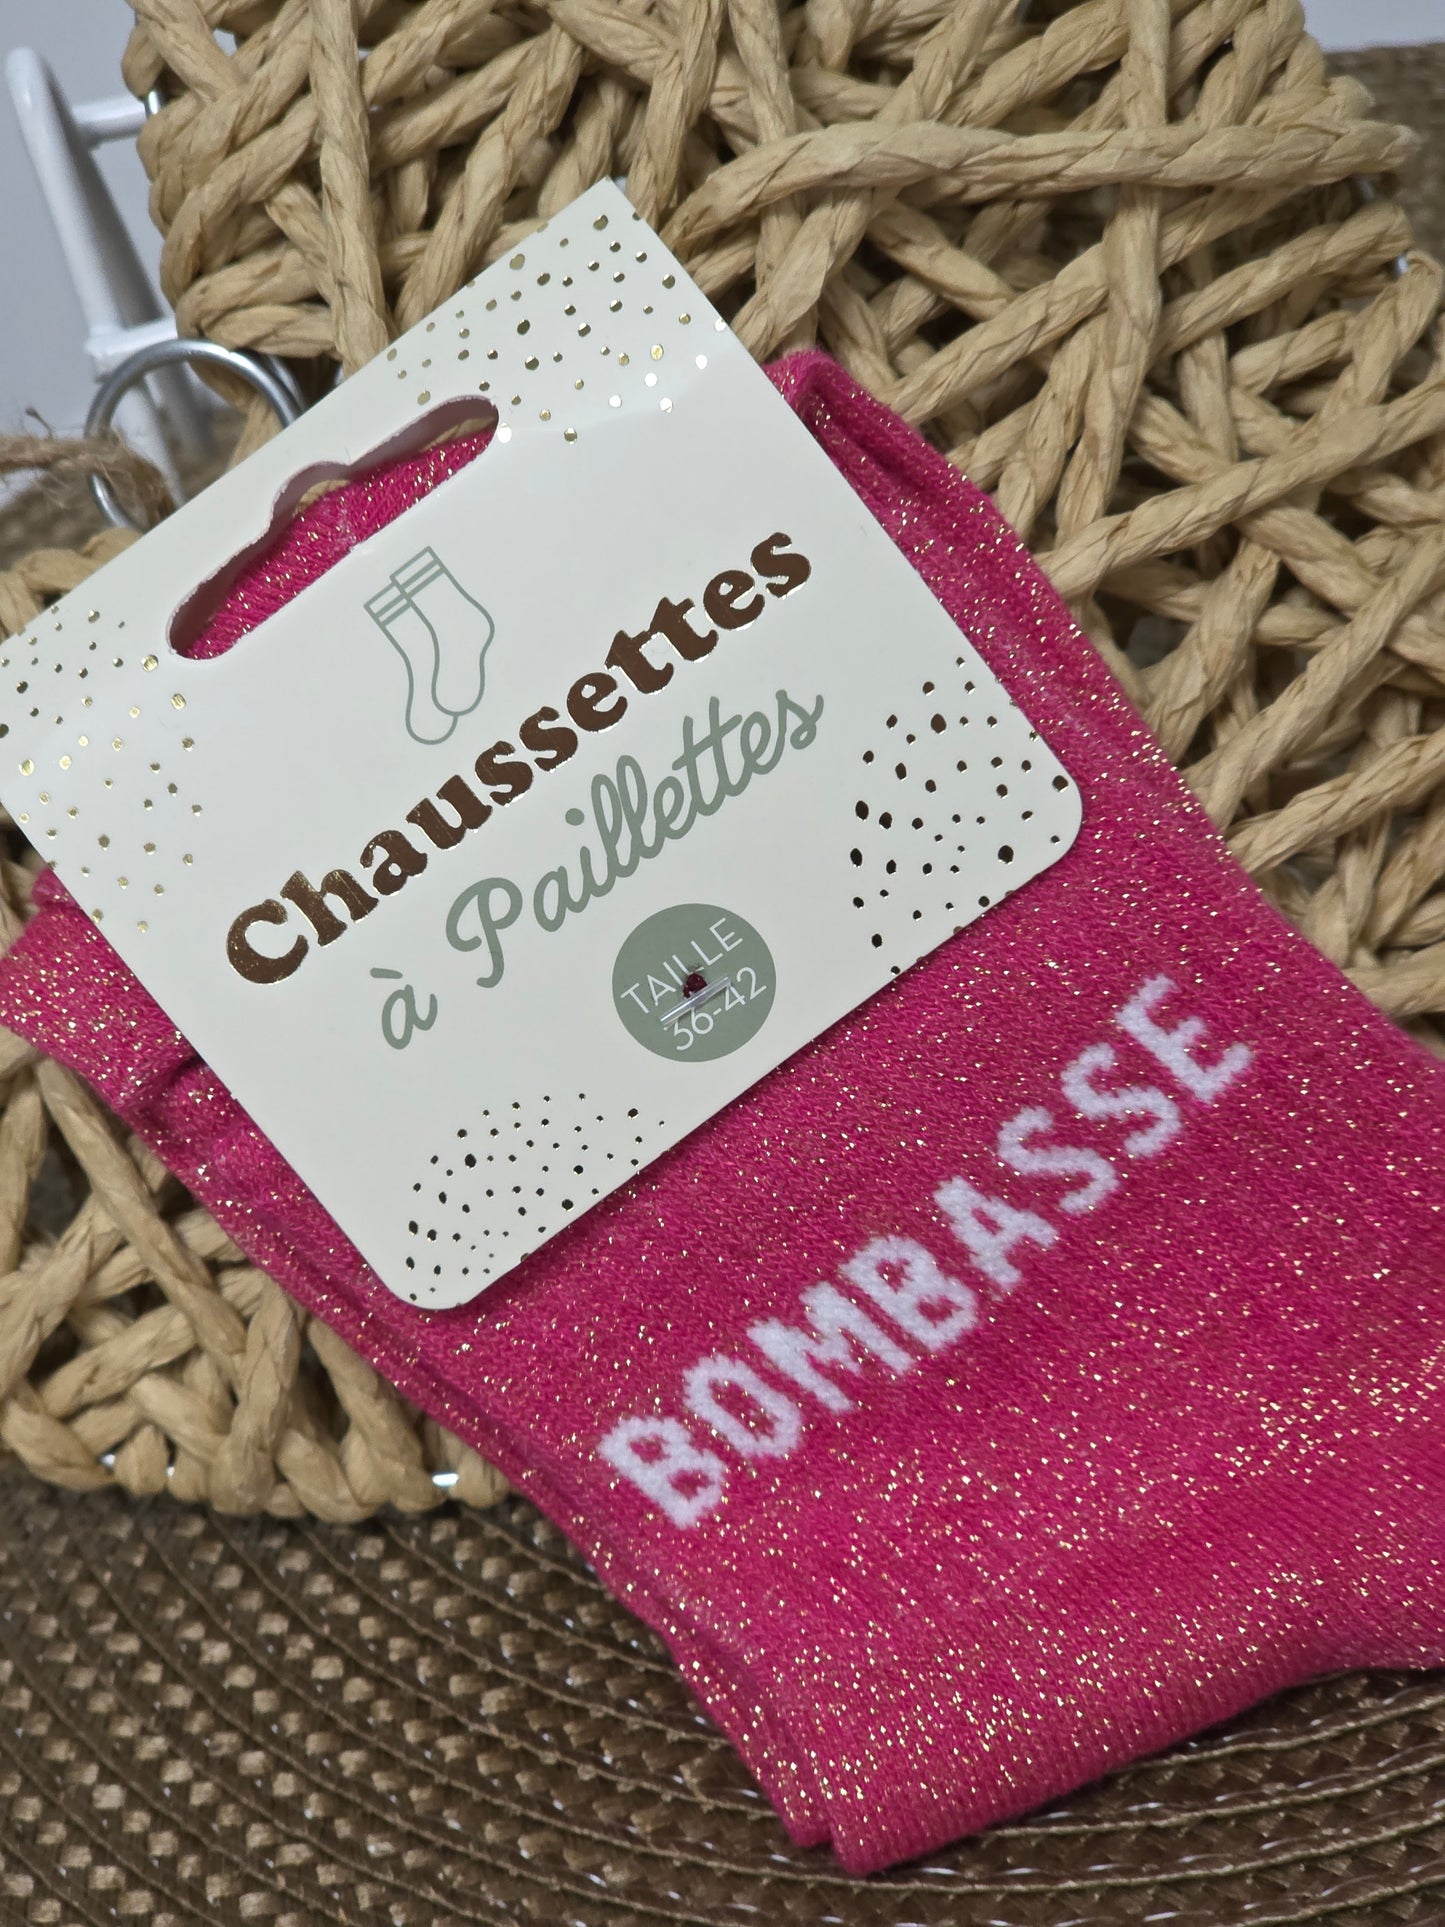 Chaussettes
à Paillettes
TAILLE
36-42
BOMBASSE